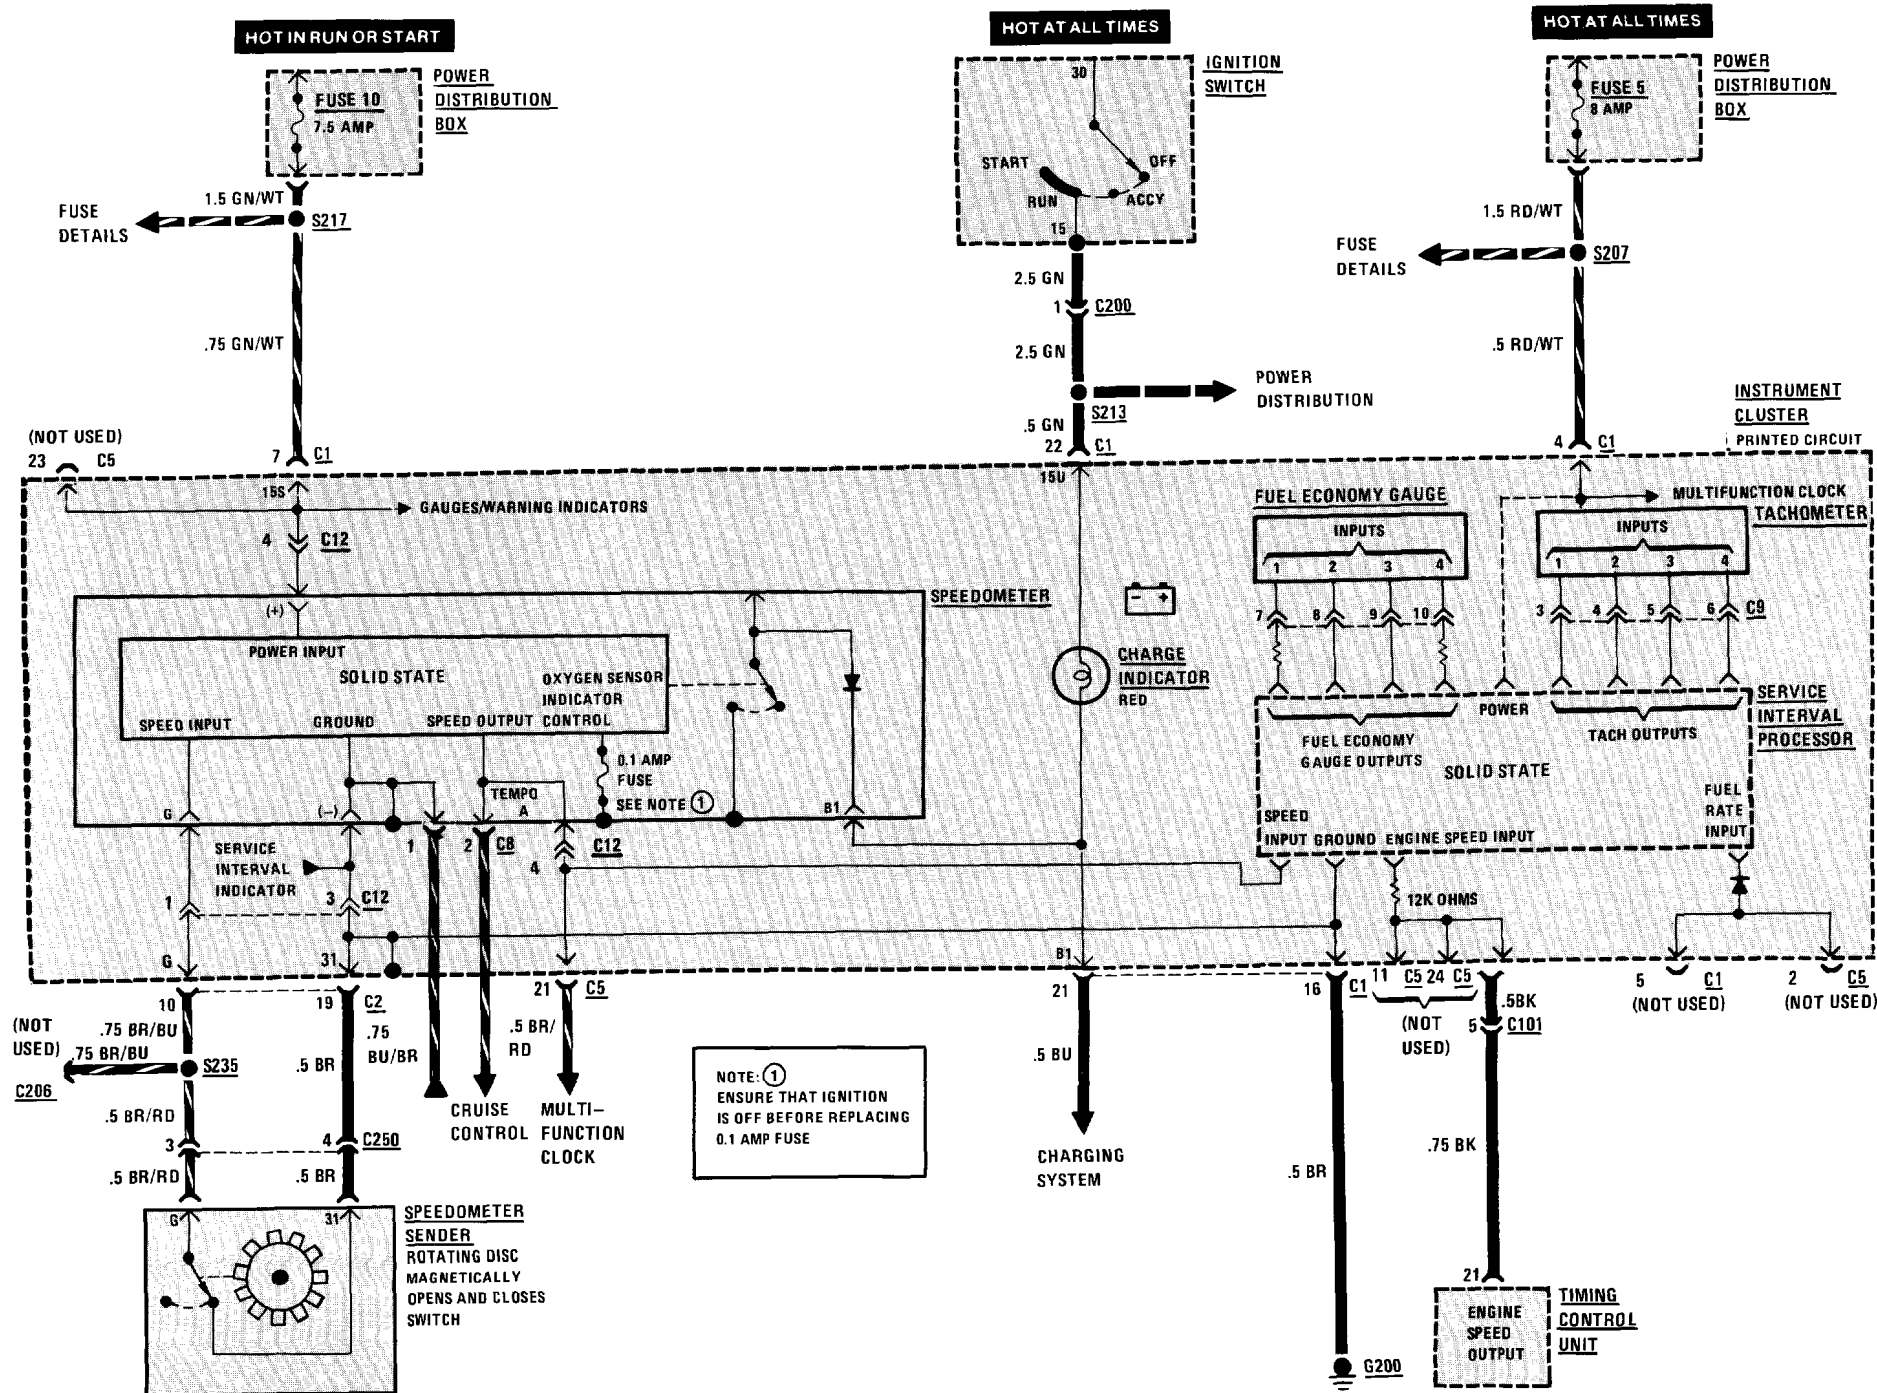 HOT IN RUN OR START
HOT AT ALL TIMES
HOT AT ALL TIMES
FUSE 10
7.5 AMP
POWER
DISTRIBUTION
BOX
30
START
OFF
RUN
ACCY
15
IGNITION
SWITCH
FUSE 5
8 AMP
POWER
DISTRIBUTION
BOX
1.5 GN/WT
FUSE
DETAILS
S217
.75 GN/WT
2.5 GN
1 C200
2.5 GN
S213
POWER
DISTRIBUTION
.5 GN
1.5 RD/WT
FUSE
DETAILS
S207
.5 RD/WT
INSTRUMENT
CLUSTER
PRINTED CIRCUIT
(NOT USED)
23 C5
7 C1
22 C1
4 C1
15S
GAUGES/WARNING INDICATORS
4 C12
15U
FUEL ECONOMY GAUGE
INPUTS
1 2 3 4
7 8 9 10
MULTIFUNCTION CLOCK
TACHOMETER
INPUTS
1 2 3 4
3 4 5 6 C9
SPEEDOMETER
(+)
POWER INPUT
SOLID STATE
OXYGEN SENSOR
INDICATOR
CONTROL
SPEED INPUT
GROUND
SPEED OUTPUT
0.1 AMP
FUSE
SEE NOTE 1
TEMPO
A
G
(–)
B1
- +
CHARGE
INDICATOR
RED
POWER
FUEL ECONOMY
GAUGE OUTPUTS
TACH OUTPUTS
SOLID STATE
SERVICE
INTERVAL
PROCESSOR
FUEL
RATE
INPUT
SPEED
INPUT GROUND ENGINE SPEED INPUT
12K OHMS
SERVICE
INTERVAL
INDICATOR
1
3 C12
1
2 C8
C12
4
G
31
B1
10
19 C2
21 C5
21
16 C1
11 C5 24 C5
(NOT
USED)
5 C1
(NOT USED)
2 C5
(NOT USED)
(NOT
USED)
.75 BR/BU
.75 BR/BU
S235
C206
.5 BR
.75
BU/BR
.5 BR/
RD
.5 BR/RD
3
4 C250
.5 BR/RD
.5 BR
CRUISE
CONTROL
MULTI–
FUNCTION
CLOCK
NOTE: 1
ENSURE THAT IGNITION
IS OFF BEFORE REPLACING
0.1 AMP FUSE
.5 BU
CHARGING
SYSTEM
.5BK
5 C101
.75 BK
.5 BR
G200
21
ENGINE
SPEED
OUTPUT
TIMING
CONTROL
UNIT
G
31
SPEEDOMETER
SENDER
ROTATING DISC
MAGNETICALLY
OPENS AND CLOSES
SWITCH